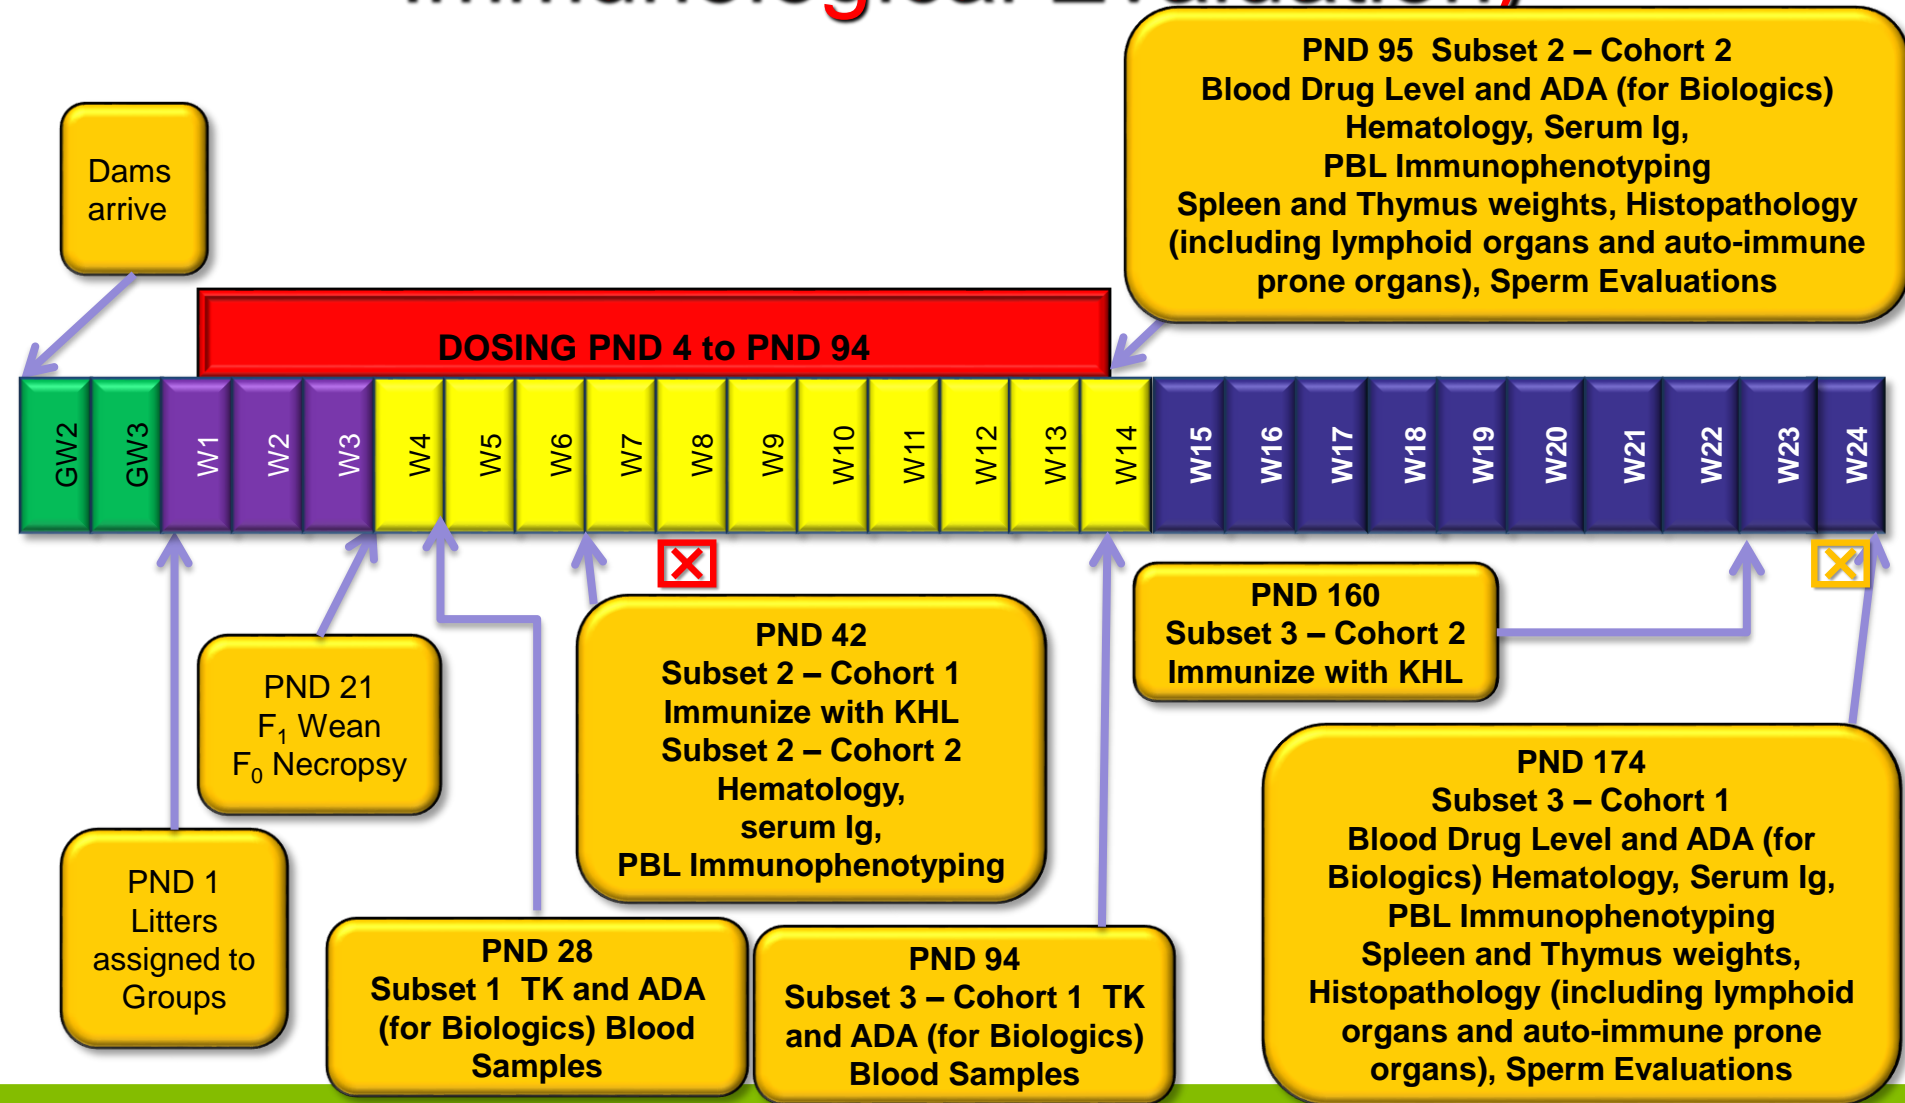 Immunological Evaluation)
PND 95 Subset 2 – Cohort 2
Blood Drug Level and ADA (for Biologics)
Hematology, Serum Ig,
PBL Immunophenotyping
Spleen and Thymus weights, Histopathology
(including lymphoid organs and auto-immune
prone organs), Sperm Evaluations
Dams
arrive
DOSING PND 4 to PND 94
GW2
GW3
W1
W2
W3
W4
W5
W6
W7
W8
W9
W10
W11
W12
W13
W14
W15
W16
W17
W18
W19
W20
W21
W22
W23
W24
PND 1
Litters
assigned to
Groups
PND 21
F₁ Wean
F₀ Necropsy
PND 28
Subset 1 TK and ADA
(for Biologics) Blood
Samples
PND 42
Subset 2 – Cohort 1
Immunize with KHL
Subset 2 – Cohort 2
Hematology,
serum Ig,
PBL Immunophenotyping
PND 94
Subset 3 – Cohort 1 TK
and ADA (for Biologics)
Blood Samples
PND 160
Subset 3 – Cohort 2
Immunize with KHL
PND 174
Subset 3 – Cohort 1
Blood Drug Level and ADA (for
Biologics) Hematology, Serum Ig,
PBL Immunophenotyping
Spleen and Thymus weights,
Histopathology (including lymphoid
organs and auto-immune prone
organs), Sperm Evaluations